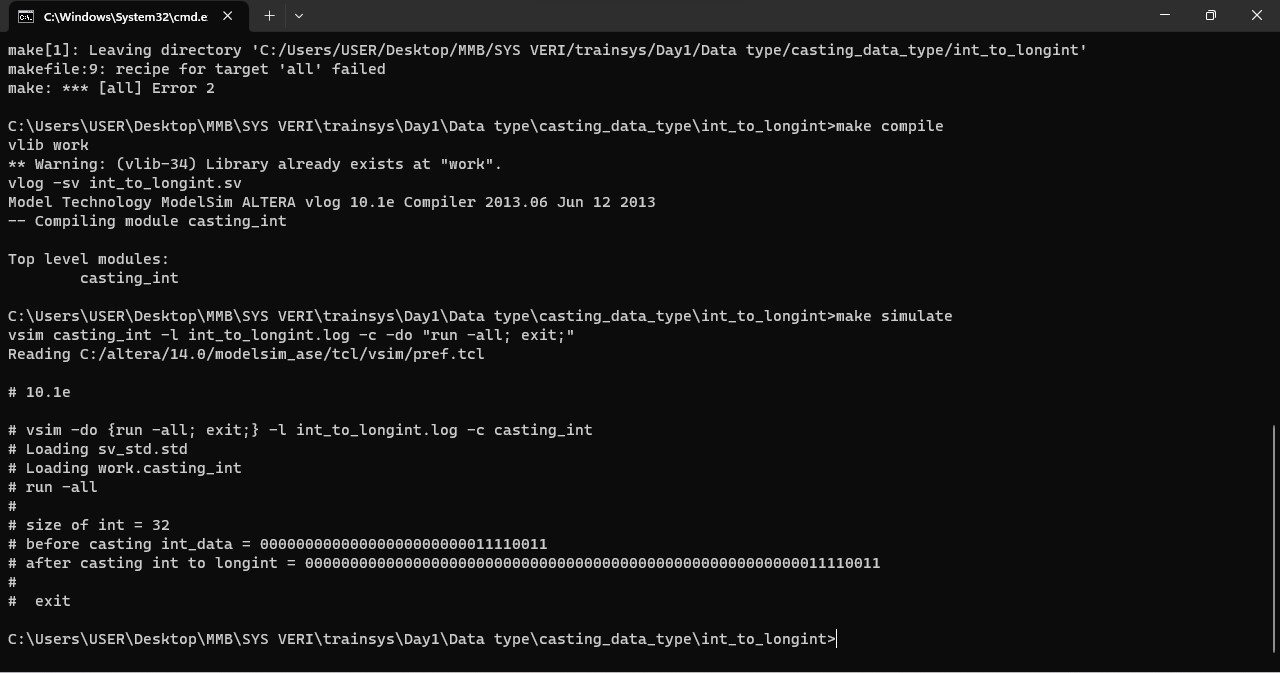 C:\Windows\System32\cmd.e
make[1]: Leaving directory 'C:/Users/USER/Desktop/MMB/SYS VERI/trainsys/Day1/Data type/casting_data_type/int_to_longint'
makefile:9: recipe for target 'all' failed
make: *** [all] Error 2
C:\Users\USER\Desktop\MMB\SYS VERI\trainsys\Day1\Data type\casting_data_type\int_to_longint>make compile
vlib work
** Warning: (vlib-34) Library already exists at "work".
vlog -sv int_to_longint.sv
Model Technology ModelSim ALTERA vlog 10.1e Compiler 2013.06 Jun 12 2013
-- Compiling module casting_int
Top level modules:
casting_int
C:\Users\USER\Desktop\MMB\SYS VERI\trainsys\Day1\Data type\casting_data_type\int_to_longint>make simulate
vsim casting_int -l int_to_longint.log -c -do "run -all; exit;"
Reading C:/altera/14.0/modelsim_ase/tcl/vsim/pref.tcl
# 10.1e
# vsim -do {run -all; exit;} -l int_to_longint.log -c casting_int
# Loading sv_std.std
# Loading work.casting_int
# run -all
#
# size of int = 32
# before casting int_data = 00000000000000000000000011110011
# after casting int to longint = 0000000000000000000000000000000000000000000000000000000011110011
#
#  exit
C:\Users\USER\Desktop\MMB\SYS VERI\trainsys\Day1\Data type\casting_data_type\int_to_longint>